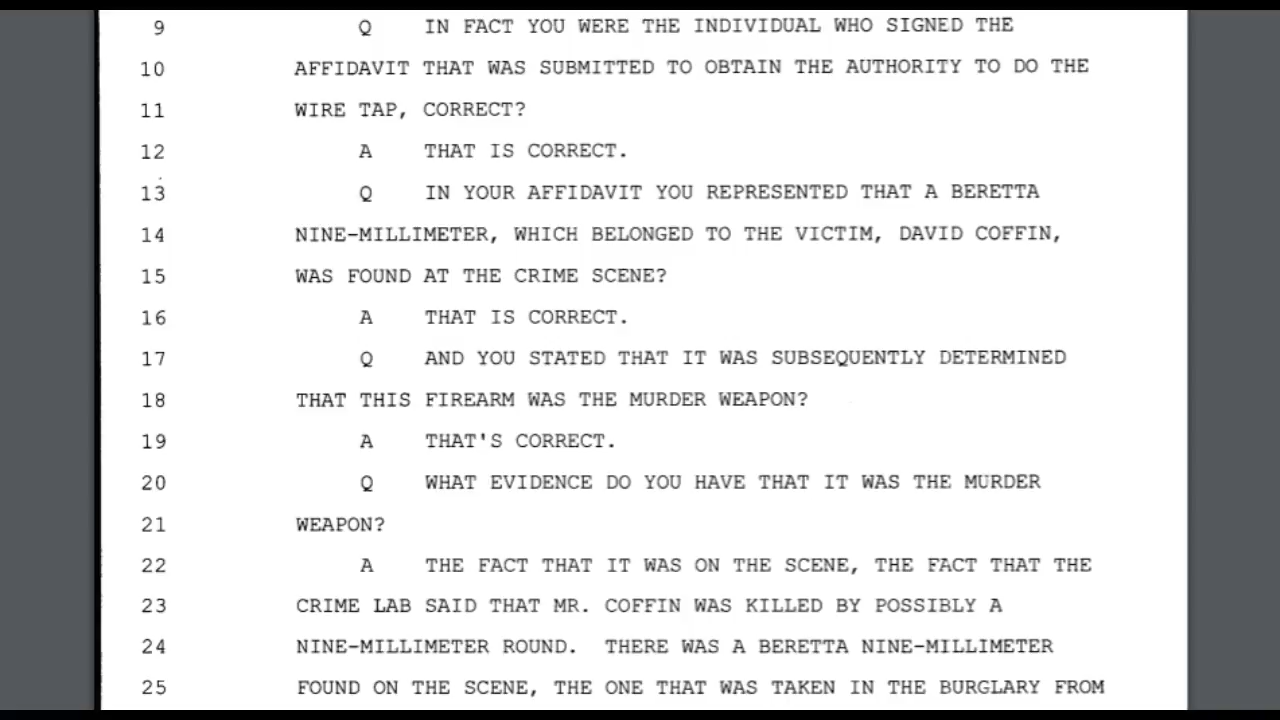 9 Q IN FACT YOU WERE THE INDIVIDUAL WHO SIGNED THE
10 AFFIDAVIT THAT WAS SUBMITTED TO OBTAIN THE AUTHORITY TO DO THE
11 WIRE TAP, CORRECT?
12 A THAT IS CORRECT.
13 Q IN YOUR AFFIDAVIT YOU REPRESENTED THAT A BERETTA
14 NINE-MILLIMETER, WHICH BELONGED TO THE VICTIM, DAVID COFFIN,
15 WAS FOUND AT THE CRIME SCENE?
16 A THAT IS CORRECT.
17 Q AND YOU STATED THAT IT WAS SUBSEQUENTLY DETERMINED
18 THAT THIS FIREARM WAS THE MURDER WEAPON?
19 A THAT'S CORRECT.
20 Q WHAT EVIDENCE DO YOU HAVE THAT IT WAS THE MURDER
21 WEAPON?
22 A THE FACT THAT IT WAS ON THE SCENE, THE FACT THAT THE
23 CRIME LAB SAID THAT MR. COFFIN WAS KILLED BY POSSIBLY A
24 NINE-MILLIMETER ROUND. THERE WAS A BERETTA NINE-MILLIMETER
25 FOUND ON THE SCENE, THE ONE THAT WAS TAKEN IN THE BURGLARY FROM